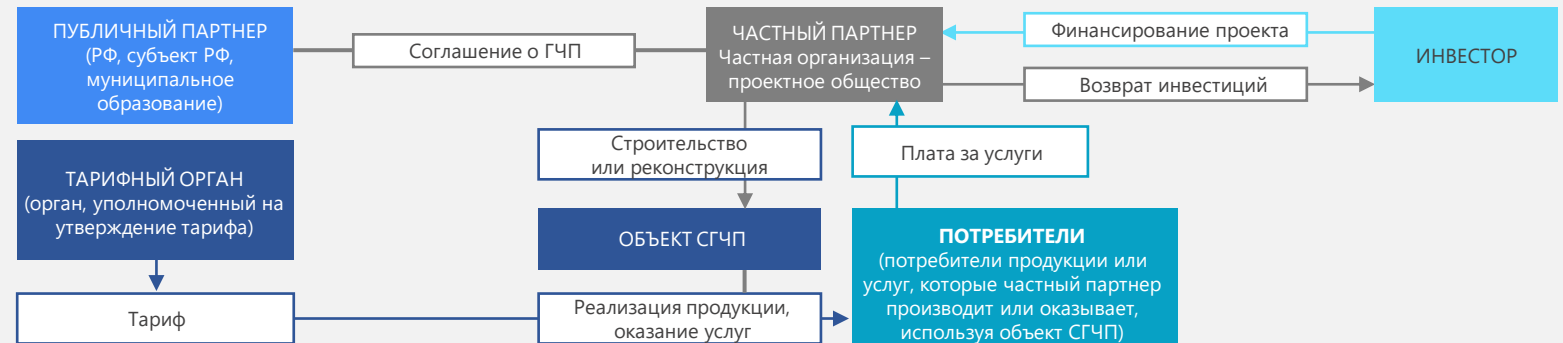 ПУБЛИЧНЫЙ ПАРТНЕР
(РФ, субъект РФ,
муниципальное
образование)
Соглашение о ГЧП
ЧАСТНЫЙ ПАРТНЕР
Частная организация –
проектное общество
Финансирование проекта
Возврат инвестиций
ИНВЕСТОР
ТАРИФНЫЙ ОРГАН
(орган, уполномоченный на
утверждение тарифа)
Строительство
или реконструкция
Плата за услуги
ОБЪЕКТ СГЧП
ПОТРЕБИТЕЛИ
(потребители продукции или
услуг, которые частный партнер
производит или оказывает,
используя объект СГЧП)
Тариф
Реализация продукции,
оказание услуг